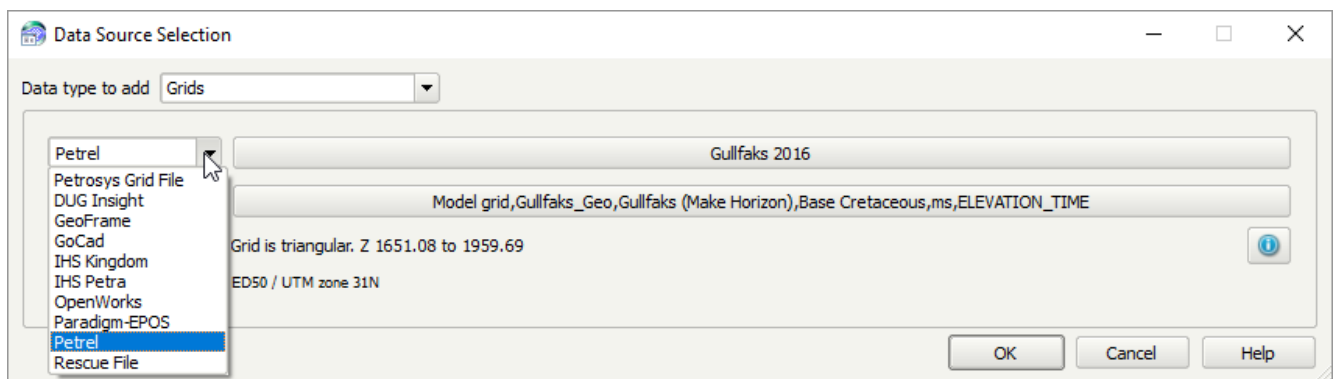 Data Source Selection
Data type to add Grids
Petrel Gullfaks 2016
Petrosys Grid File
DUG Insight Model grid,Gullfaks_Geo,Gullfaks (Make Horizon),Base Cretaceous,ms,ELEVATION_TIME
GeoFrame
GoCad Grid is triangular. Z 1651.08 to 1959.69
IHS Kingdom
IHS Petra ED50 / UTM zone 31N
OpenWorks
Paradigm-EPOS
Petrel
Rescue File
OK Cancel Help